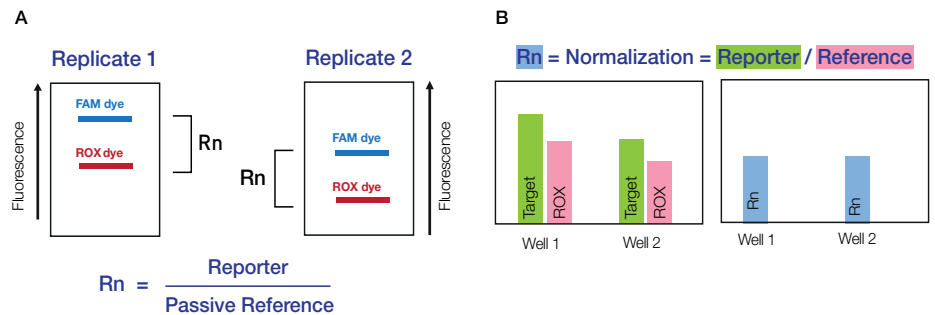 A
Replicate 1
Fluorescence
FAM dye
ROX dye
Rn
Replicate 2
Rn
FAM dye
ROX dye
Fluorescence
Rn = Reporter
Passive Reference
B
Rn = Normalization = Reporter / Reference
Target
ROX
Target
ROX
Well 1
Well 2
Rn
Rn
Well 1
Well 2